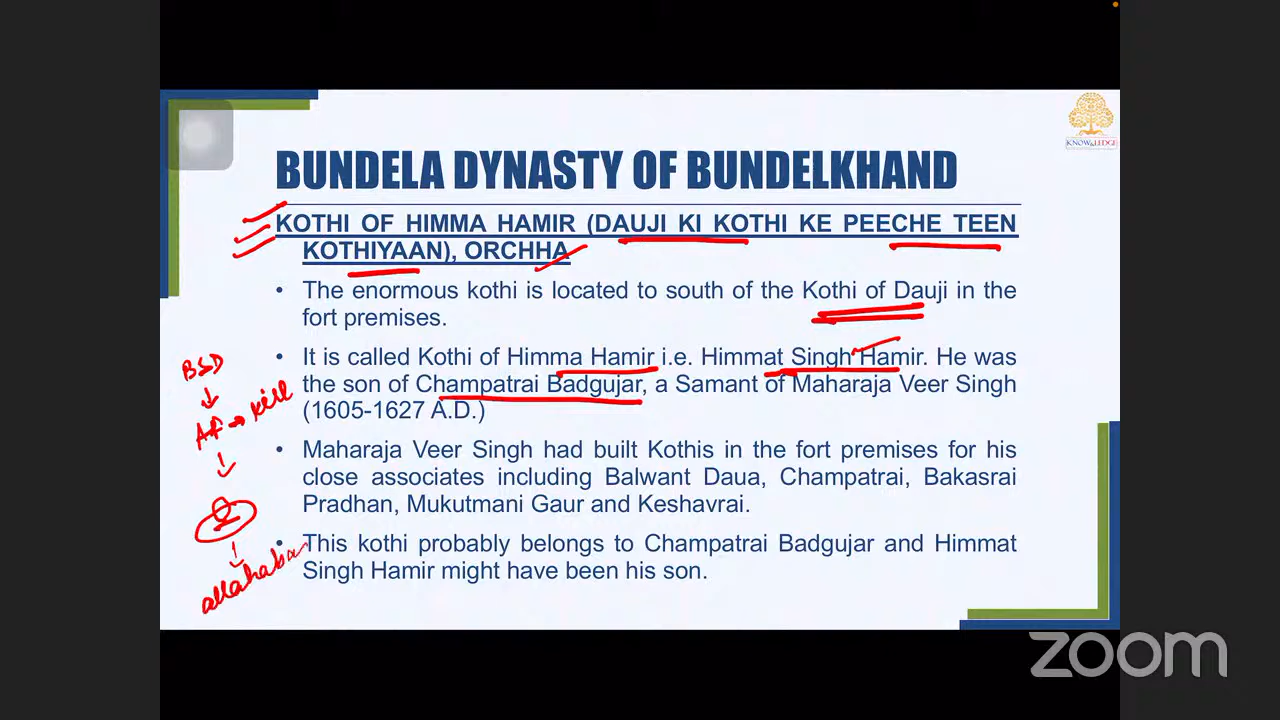 KNOWLEDGE
BUNDELA DYNASTY OF BUNDELKHAND
KOTHI OF HIMMA HAMIR (DAUJI KI KOTHI KE PEECHE TEEN
KOTHIYAAN), ORCHHA
• The enormous kothi is located to south of the Kothi of Dauji in the
fort premises.
• It is called Kothi of Himma Hamir i.e. Himmat Singh Hamir. He was
the son of Champatrai Badgujar, a Samant of Maharaja Veer Singh
(1605-1627 A.D.)
• Maharaja Veer Singh had built Kothis in the fort premises for his
close associates including Balwant Daua, Champatrai, Bakasrai
Pradhan, Mukutmani Gaur and Keshavrai.
• This kothi probably belongs to Champatrai Badgujar and Himmat
Singh Hamir might have been his son.
BSD
AF → kill
allahaba
zoom